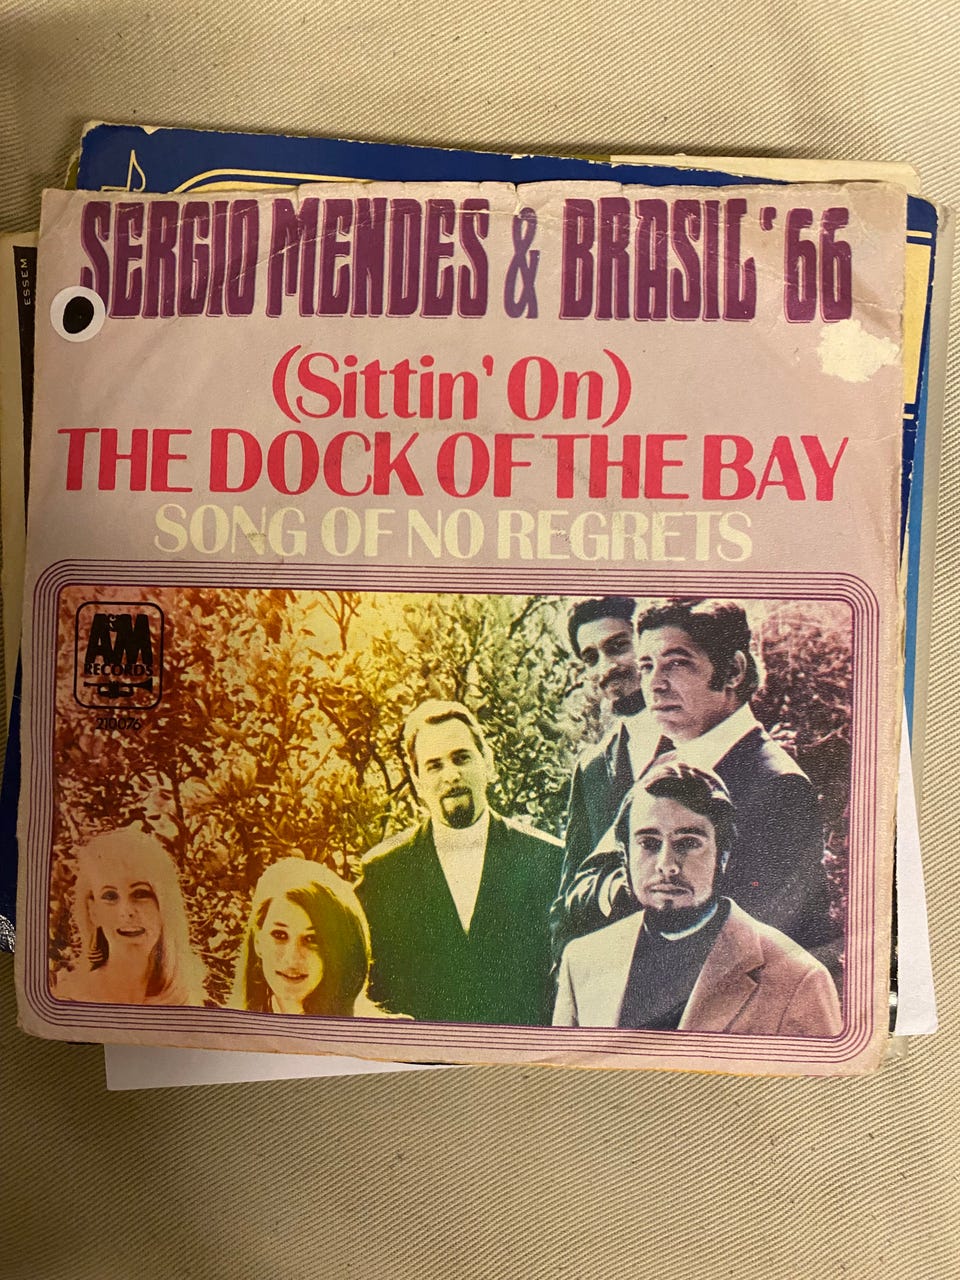 ESSEM
SERGIO MENDES & BRASIL '66
(Sittin' On)
THE DOCK OF THE BAY
SONG OF NO REGRETS
A&M
RECORDS
210076